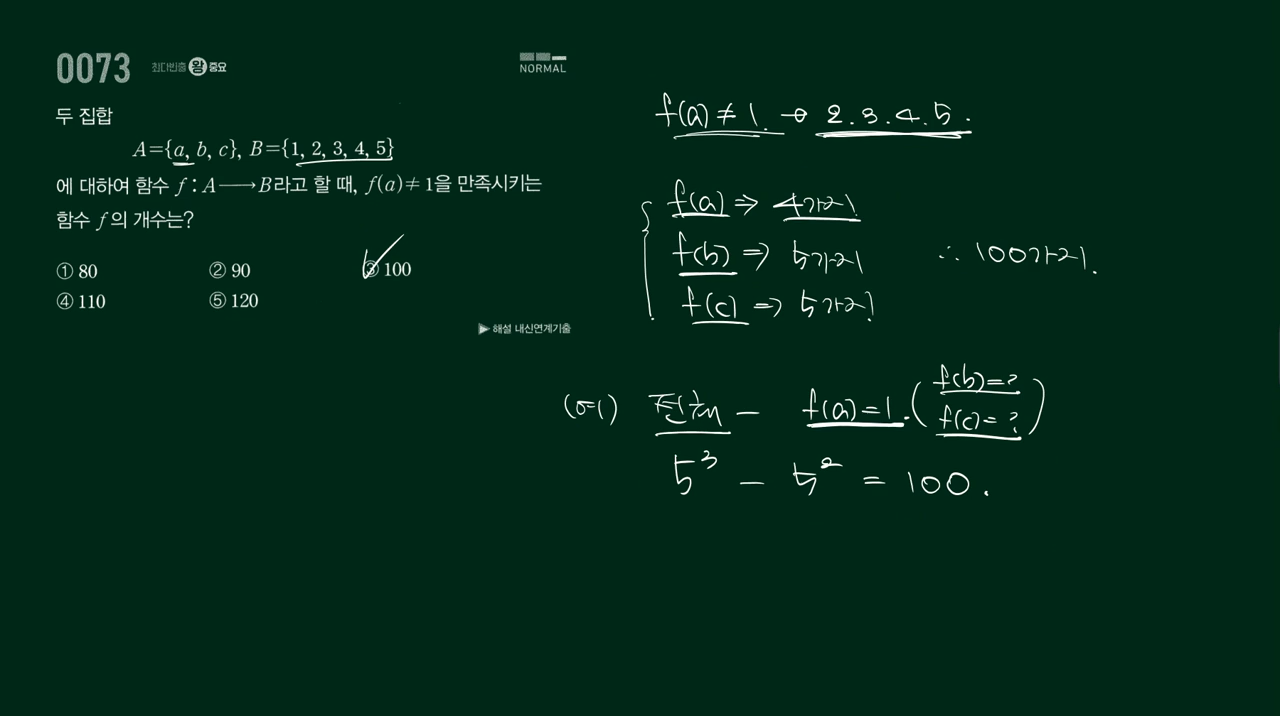 0073 최다빈출 왕 중요
NORMAL
두 집합
A={a, b, c}, B={1, 2, 3, 4, 5}
에 대하여 함수 f : A⟶B라고 할 때, f(a)≠1을 만족시키는
함수 f 의 개수는?
① 80 ② 90 ③ 100
④ 110 ⑤ 120
▶ 해설 내신연계기출
f(a) ≠ 1. → 2. 3. 4. 5.
f(a) ⇒ 4가지
f(b) ⇒ 5가지
f(c) ⇒ 5가지
∴ 100가지.
전체 − f(a)=1. (f(b)=? f(c)=?)
5³ − 5² = 100.